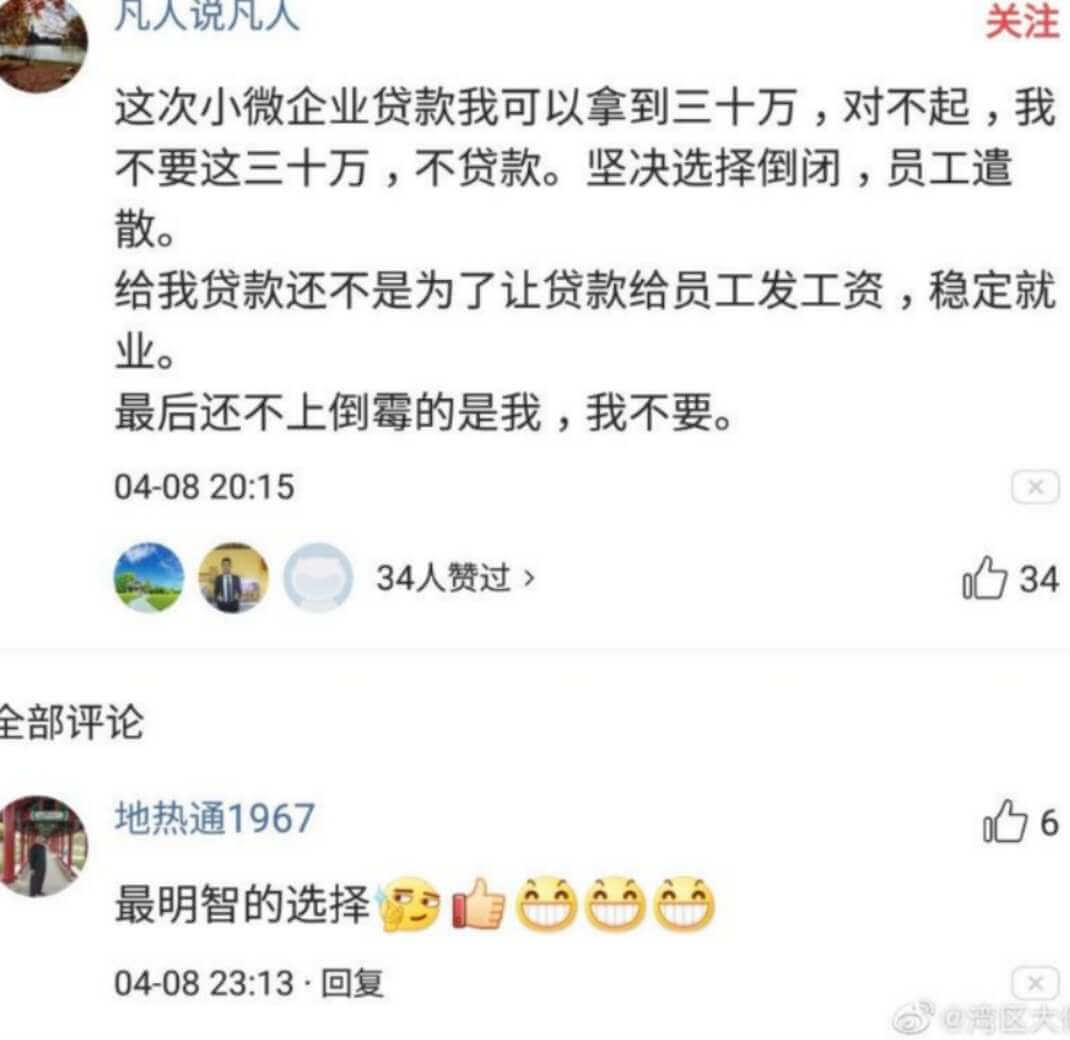 凡人说凡人
关注
这次小微企业贷款我可以拿到三十万，对不起，我
不要这三十万，不贷款。坚决选择倒闭，员工遣
散。
给我贷款还不是为了让贷款给员工发工资，稳定就
业。
最后还不上倒霉的是我，我不要。
04-08 20:15
34人赞过 ›
34
全部评论
地热通1967
6
最明智的选择
04-08 23:13 · 回复
@湾区大